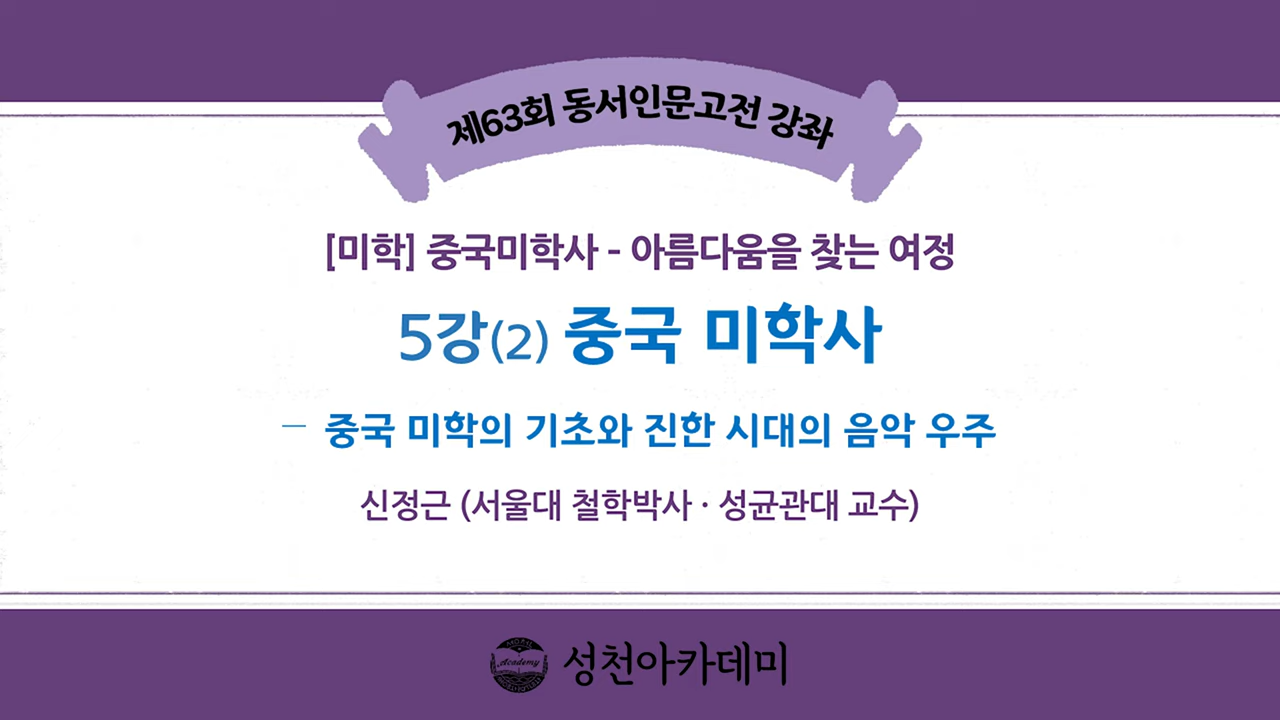 제63회 동서인문고전 강좌
[미학] 중국미학사 - 아름다움을 찾는 여정
5강(2) 중국 미학사
– 중국 미학의 기초와 진한 시대의 음악 우주
신정근 (서울대 철학박사 · 성균관대 교수)
Academy
성천아카데미